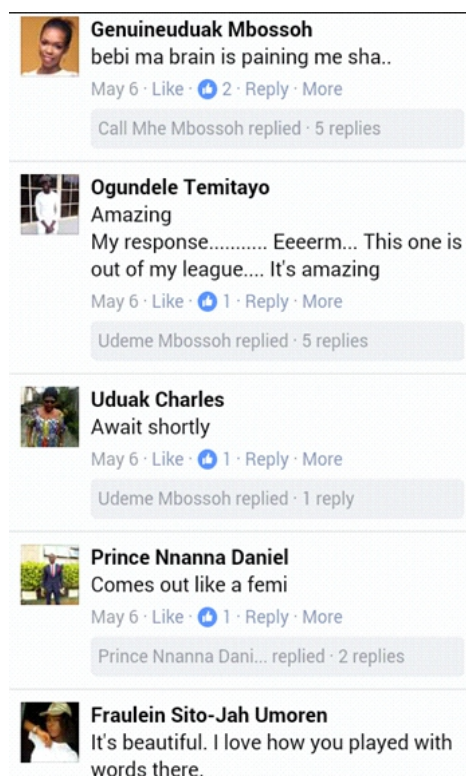 Genuineuduak Mbossoh
bebi ma brain is paining me sha..
May 6 · Like · 2 · Reply · More
Call Mhe Mbossoh replied · 5 replies
Ogundele Temitayo
Amazing
My response........... Eeeerm... This one is
out of my league.... It's amazing
May 6 · Like · 1 · Reply · More
Udeme Mbossoh replied · 5 replies
Uduak Charles
Await shortly
May 6 · Like · 1 · Reply · More
Udeme Mbossoh replied · 1 reply
Prince Nnanna Daniel
Comes out like a femi
May 6 · Like · 1 · Reply · More
Prince Nnanna Dani... replied · 2 replies
Fraulein Sito-Jah Umoren
It's beautiful. I love how you played with
words there.